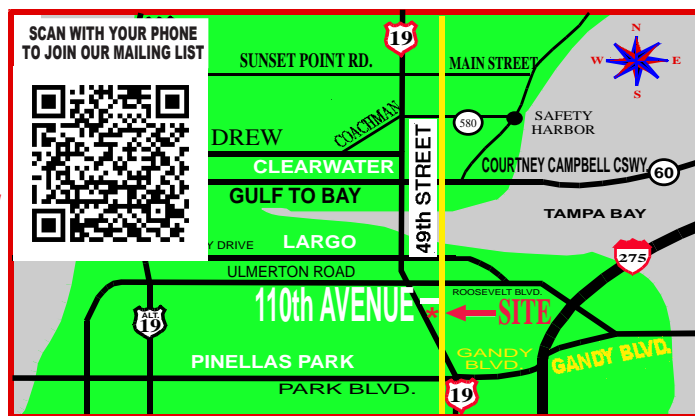 SCAN WITH YOUR PHONE
TO JOIN OUR MAILING LIST
19
N
W E
S
SUNSET POINT RD.
MAIN STREET
COACHMAN
580
SAFETY
HARBOR
DREW
49th STREET
CLEARWATER
COURTNEY CAMPBELL CSWY.
60
GULF TO BAY
TAMPA BAY
Y DRIVE
LARGO
275
ULMERTON ROAD
ROOSEVELT BLVD.
110th AVENUE
* SITE
ALT.
19
GANDY
BLVD.
GANDY BLVD.
PINELLAS PARK
PARK BLVD.
19